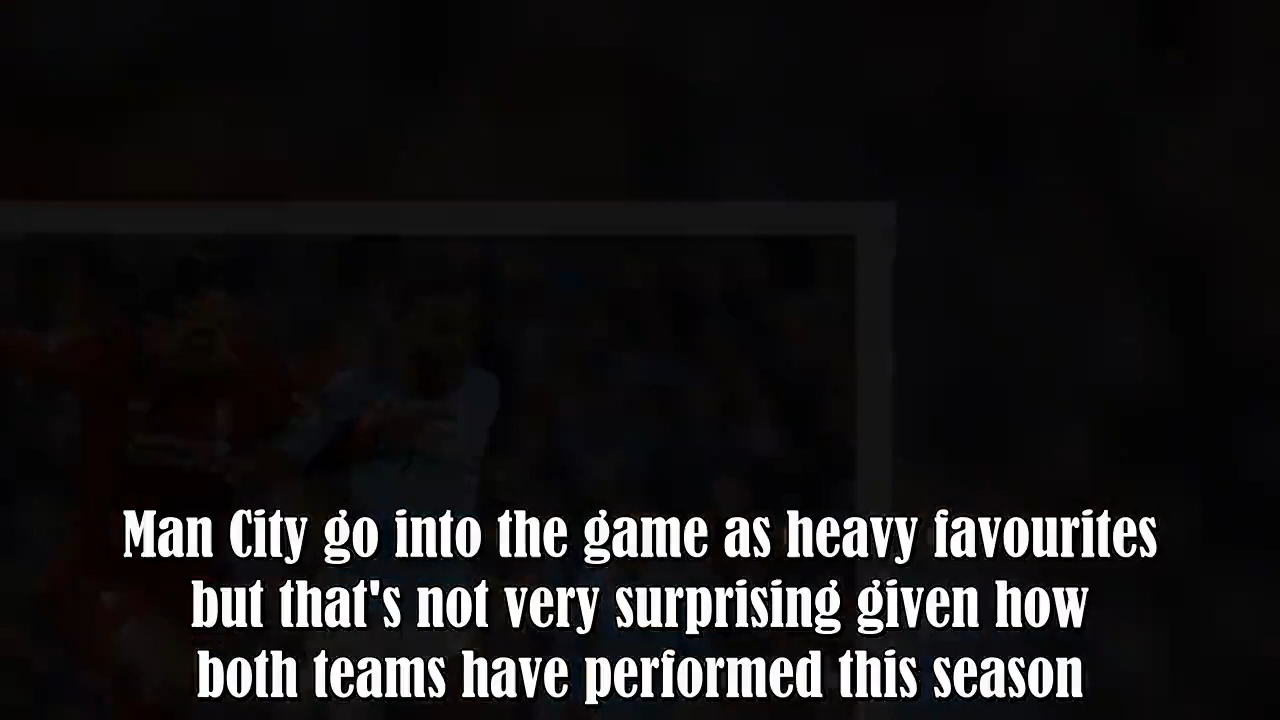 Man City go into the game as heavy favourites
but that's not very surprising given how
both teams have performed this season